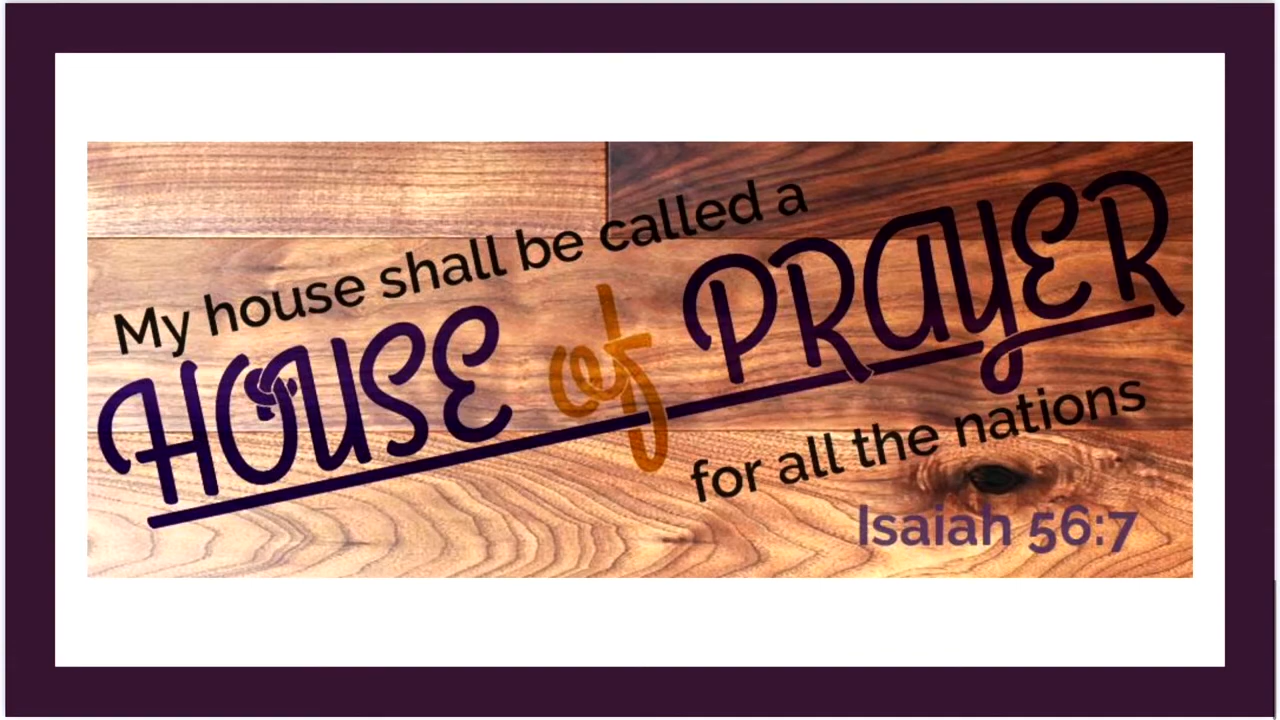 My house shall be called a
HOUSE of PRAYER
for all the nations
Isaiah 56:7